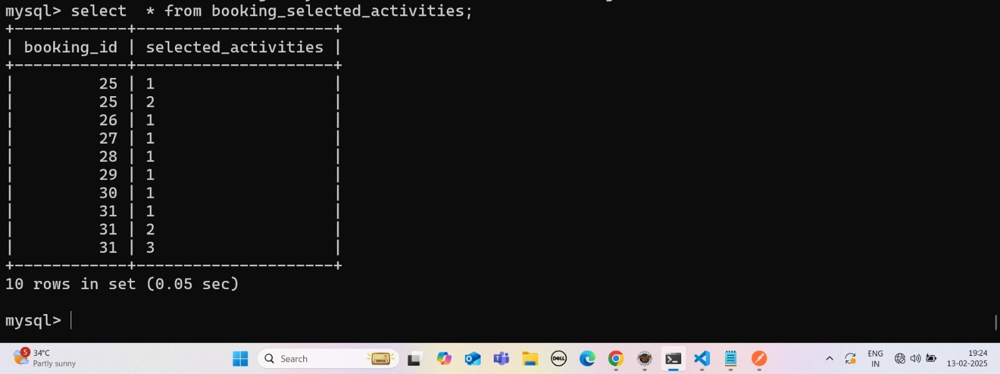 mysql> select  * from booking_selected_activities;
+------------+---------------------+
| booking_id | selected_activities |
+------------+---------------------+
|         25 | 1                   |
|         25 | 2                   |
|         26 | 1                   |
|         27 | 1                   |
|         28 | 1                   |
|         29 | 1                   |
|         30 | 1                   |
|         31 | 1                   |
|         31 | 2                   |
|         31 | 3                   |
+------------+---------------------+
10 rows in set (0.05 sec)
mysql>
5 34°C
Partly sunny
Search
DELL
ENG
IN
19:24
13-02-2025